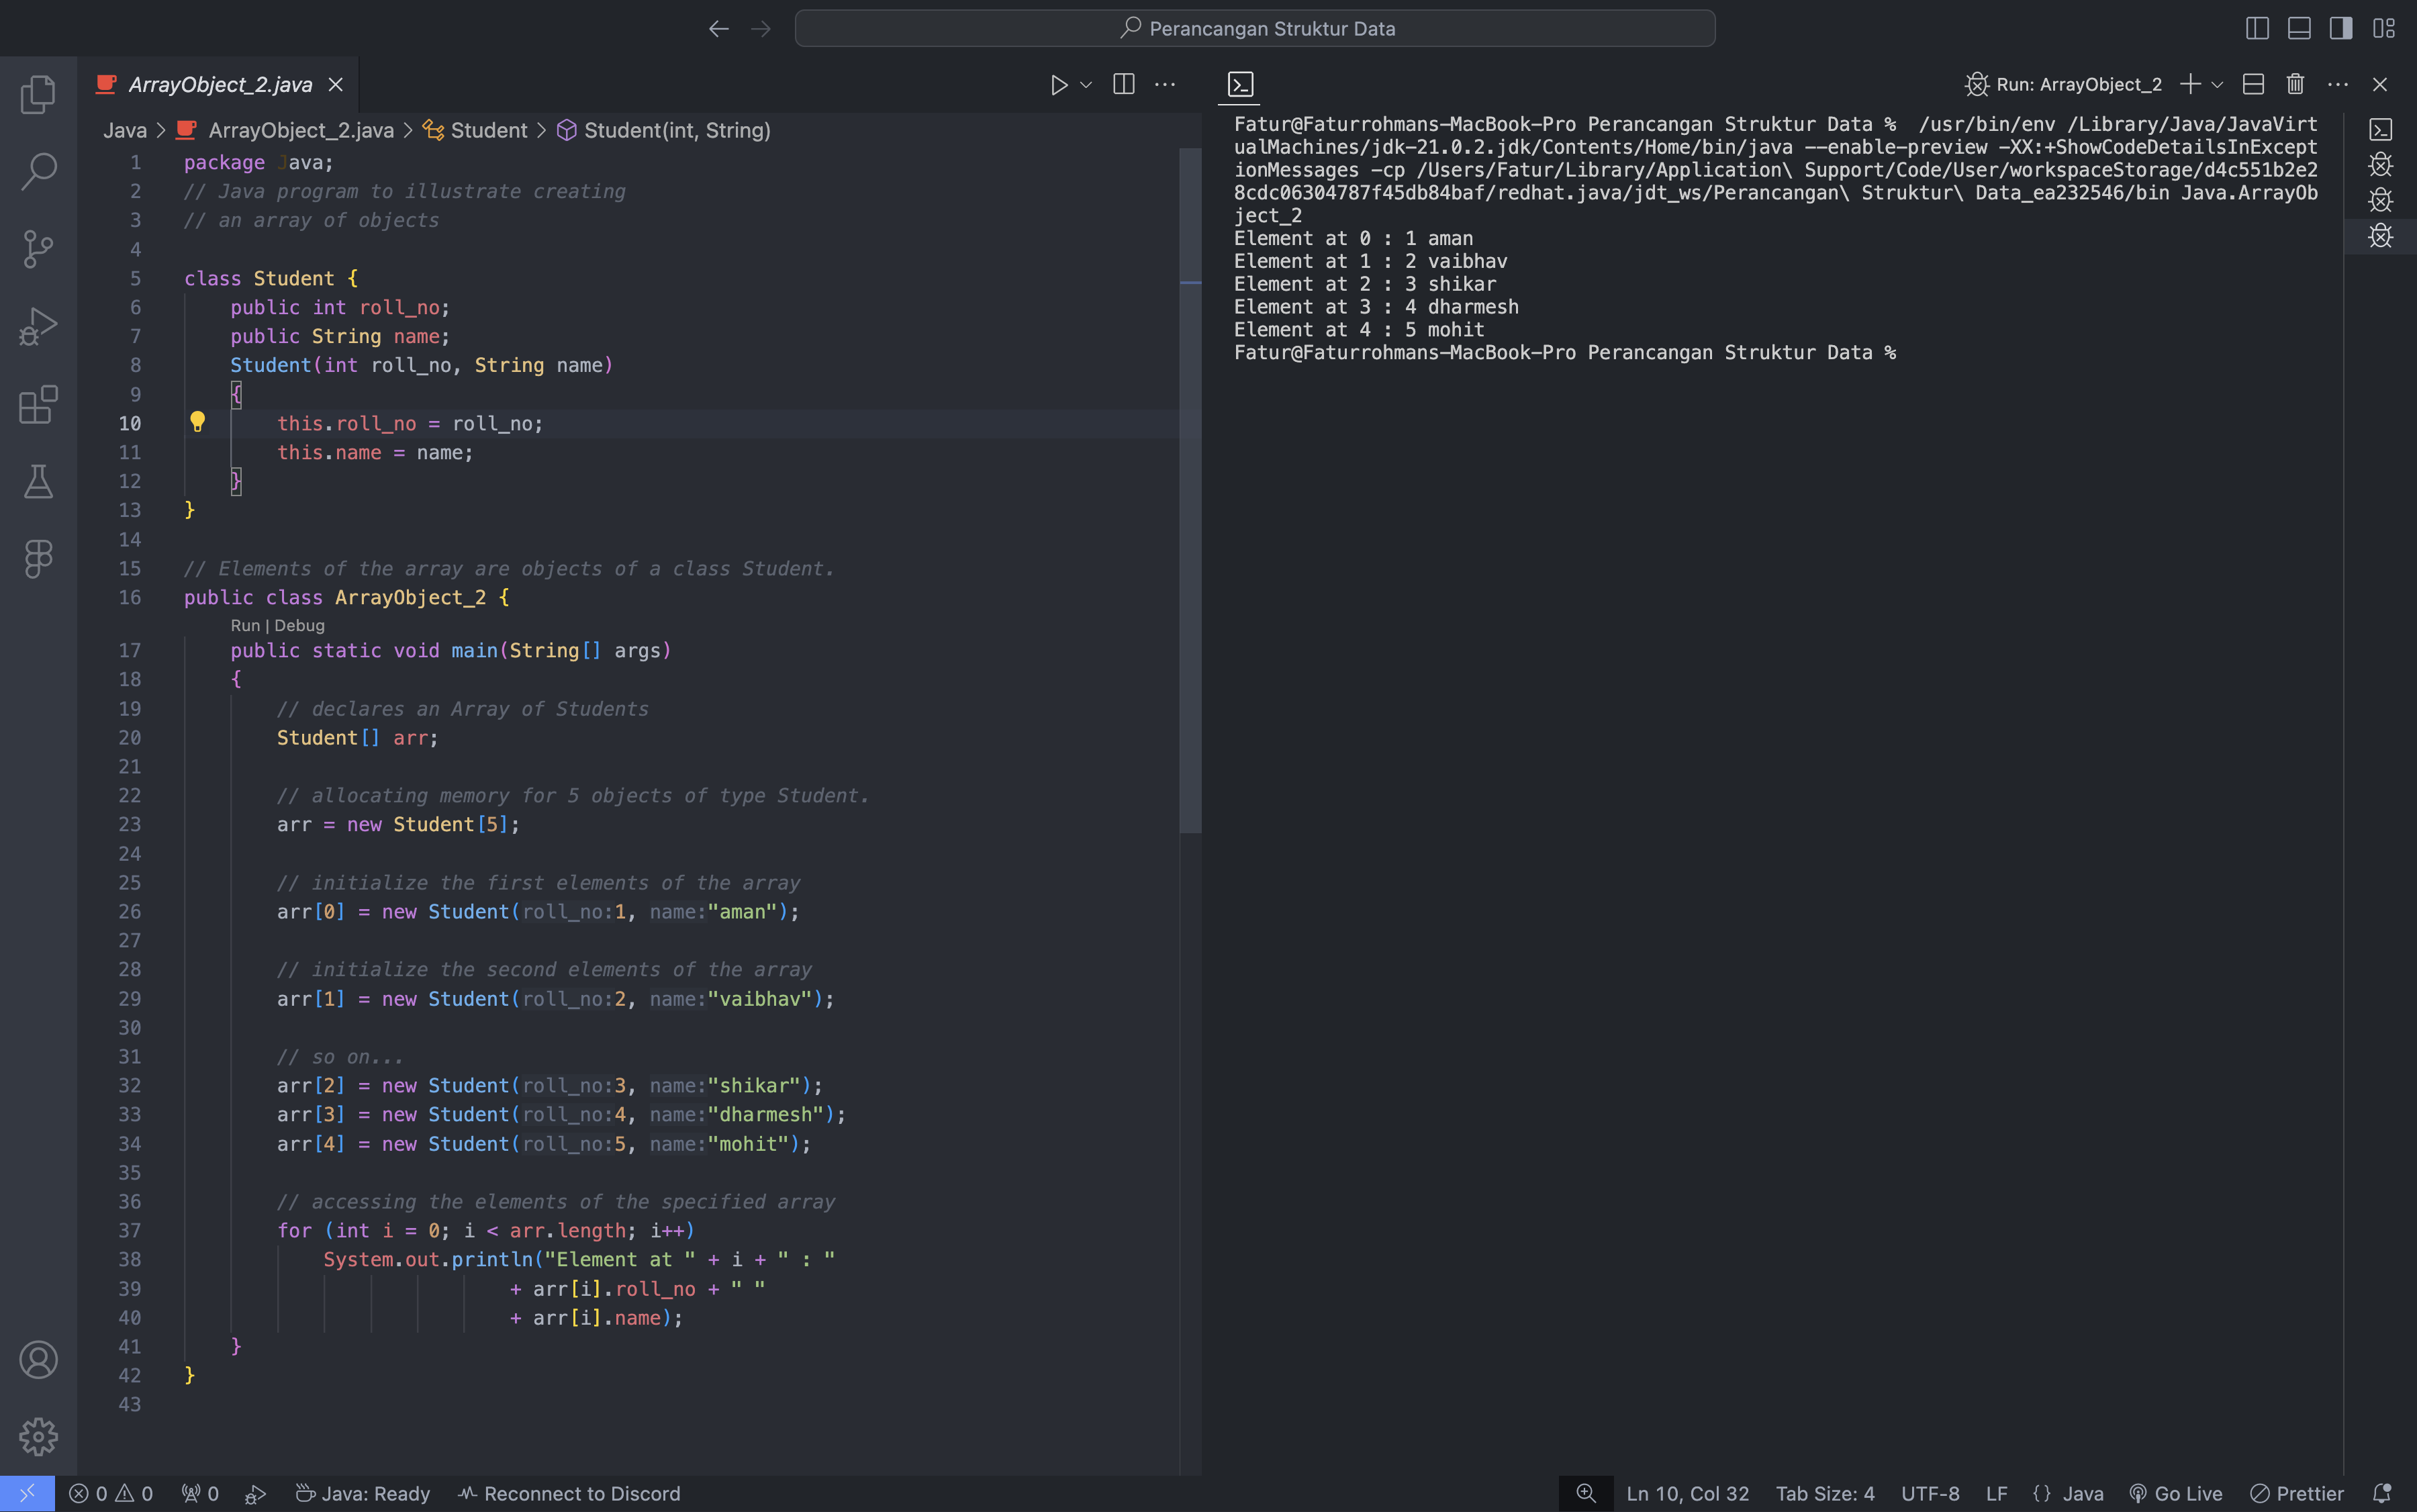 Perancangan Struktur Data
ArrayObject_2.java
Run: ArrayObject_2
Java > ArrayObject_2.java > Student > Student(int, String)
1 package Java;
2 // Java program to illustrate creating
3 // an array of objects
4
5 class Student {
6 public int roll_no;
7 public String name;
8 Student(int roll_no, String name)
9 {
10 this.roll_no = roll_no;
11 this.name = name;
12 }
13 }
14
15 // Elements of the array are objects of a class Student.
16 public class ArrayObject_2 {
Run | Debug
17 public static void main(String[] args)
18 {
19 // declares an Array of Students
20 Student[] arr;
21
22 // allocating memory for 5 objects of type Student.
23 arr = new Student[5];
24
25 // initialize the first elements of the array
26 arr[0] = new Student(roll_no:1, name:"aman");
27
28 // initialize the second elements of the array
29 arr[1] = new Student(roll_no:2, name:"vaibhav");
30
31 // so on...
32 arr[2] = new Student(roll_no:3, name:"shikar");
33 arr[3] = new Student(roll_no:4, name:"dharmesh");
34 arr[4] = new Student(roll_no:5, name:"mohit");
35
36 // accessing the elements of the specified array
37 for (int i = 0; i < arr.length; i++)
38 System.out.println("Element at " + i + " : "
39 + arr[i].roll_no + " "
40 + arr[i].name);
41 }
42 }
43
Fatur@Faturrohmans-MacBook-Pro Perancangan Struktur Data % /usr/bin/env /Library/Java/JavaVirt
ualMachines/jdk-21.0.2.jdk/Contents/Home/bin/java --enable-preview -XX:+ShowCodeDetailsInExcept
ionMessages -cp /Users/Fatur/Library/Application\ Support/Code/User/workspaceStorage/d4c551b2e2
8cdc06304787f45db84baf/redhat.java/jdt_ws/Perancangan\ Struktur\ Data_ea232546/bin Java.ArrayOb
ject_2
Element at 0 : 1 aman
Element at 1 : 2 vaibhav
Element at 2 : 3 shikar
Element at 3 : 4 dharmesh
Element at 4 : 5 mohit
Fatur@Faturrohmans-MacBook-Pro Perancangan Struktur Data %
0 0 0 Java: Ready Reconnect to Discord Ln 10, Col 32 Tab Size: 4 UTF-8 LF {} Java Go Live Prettier